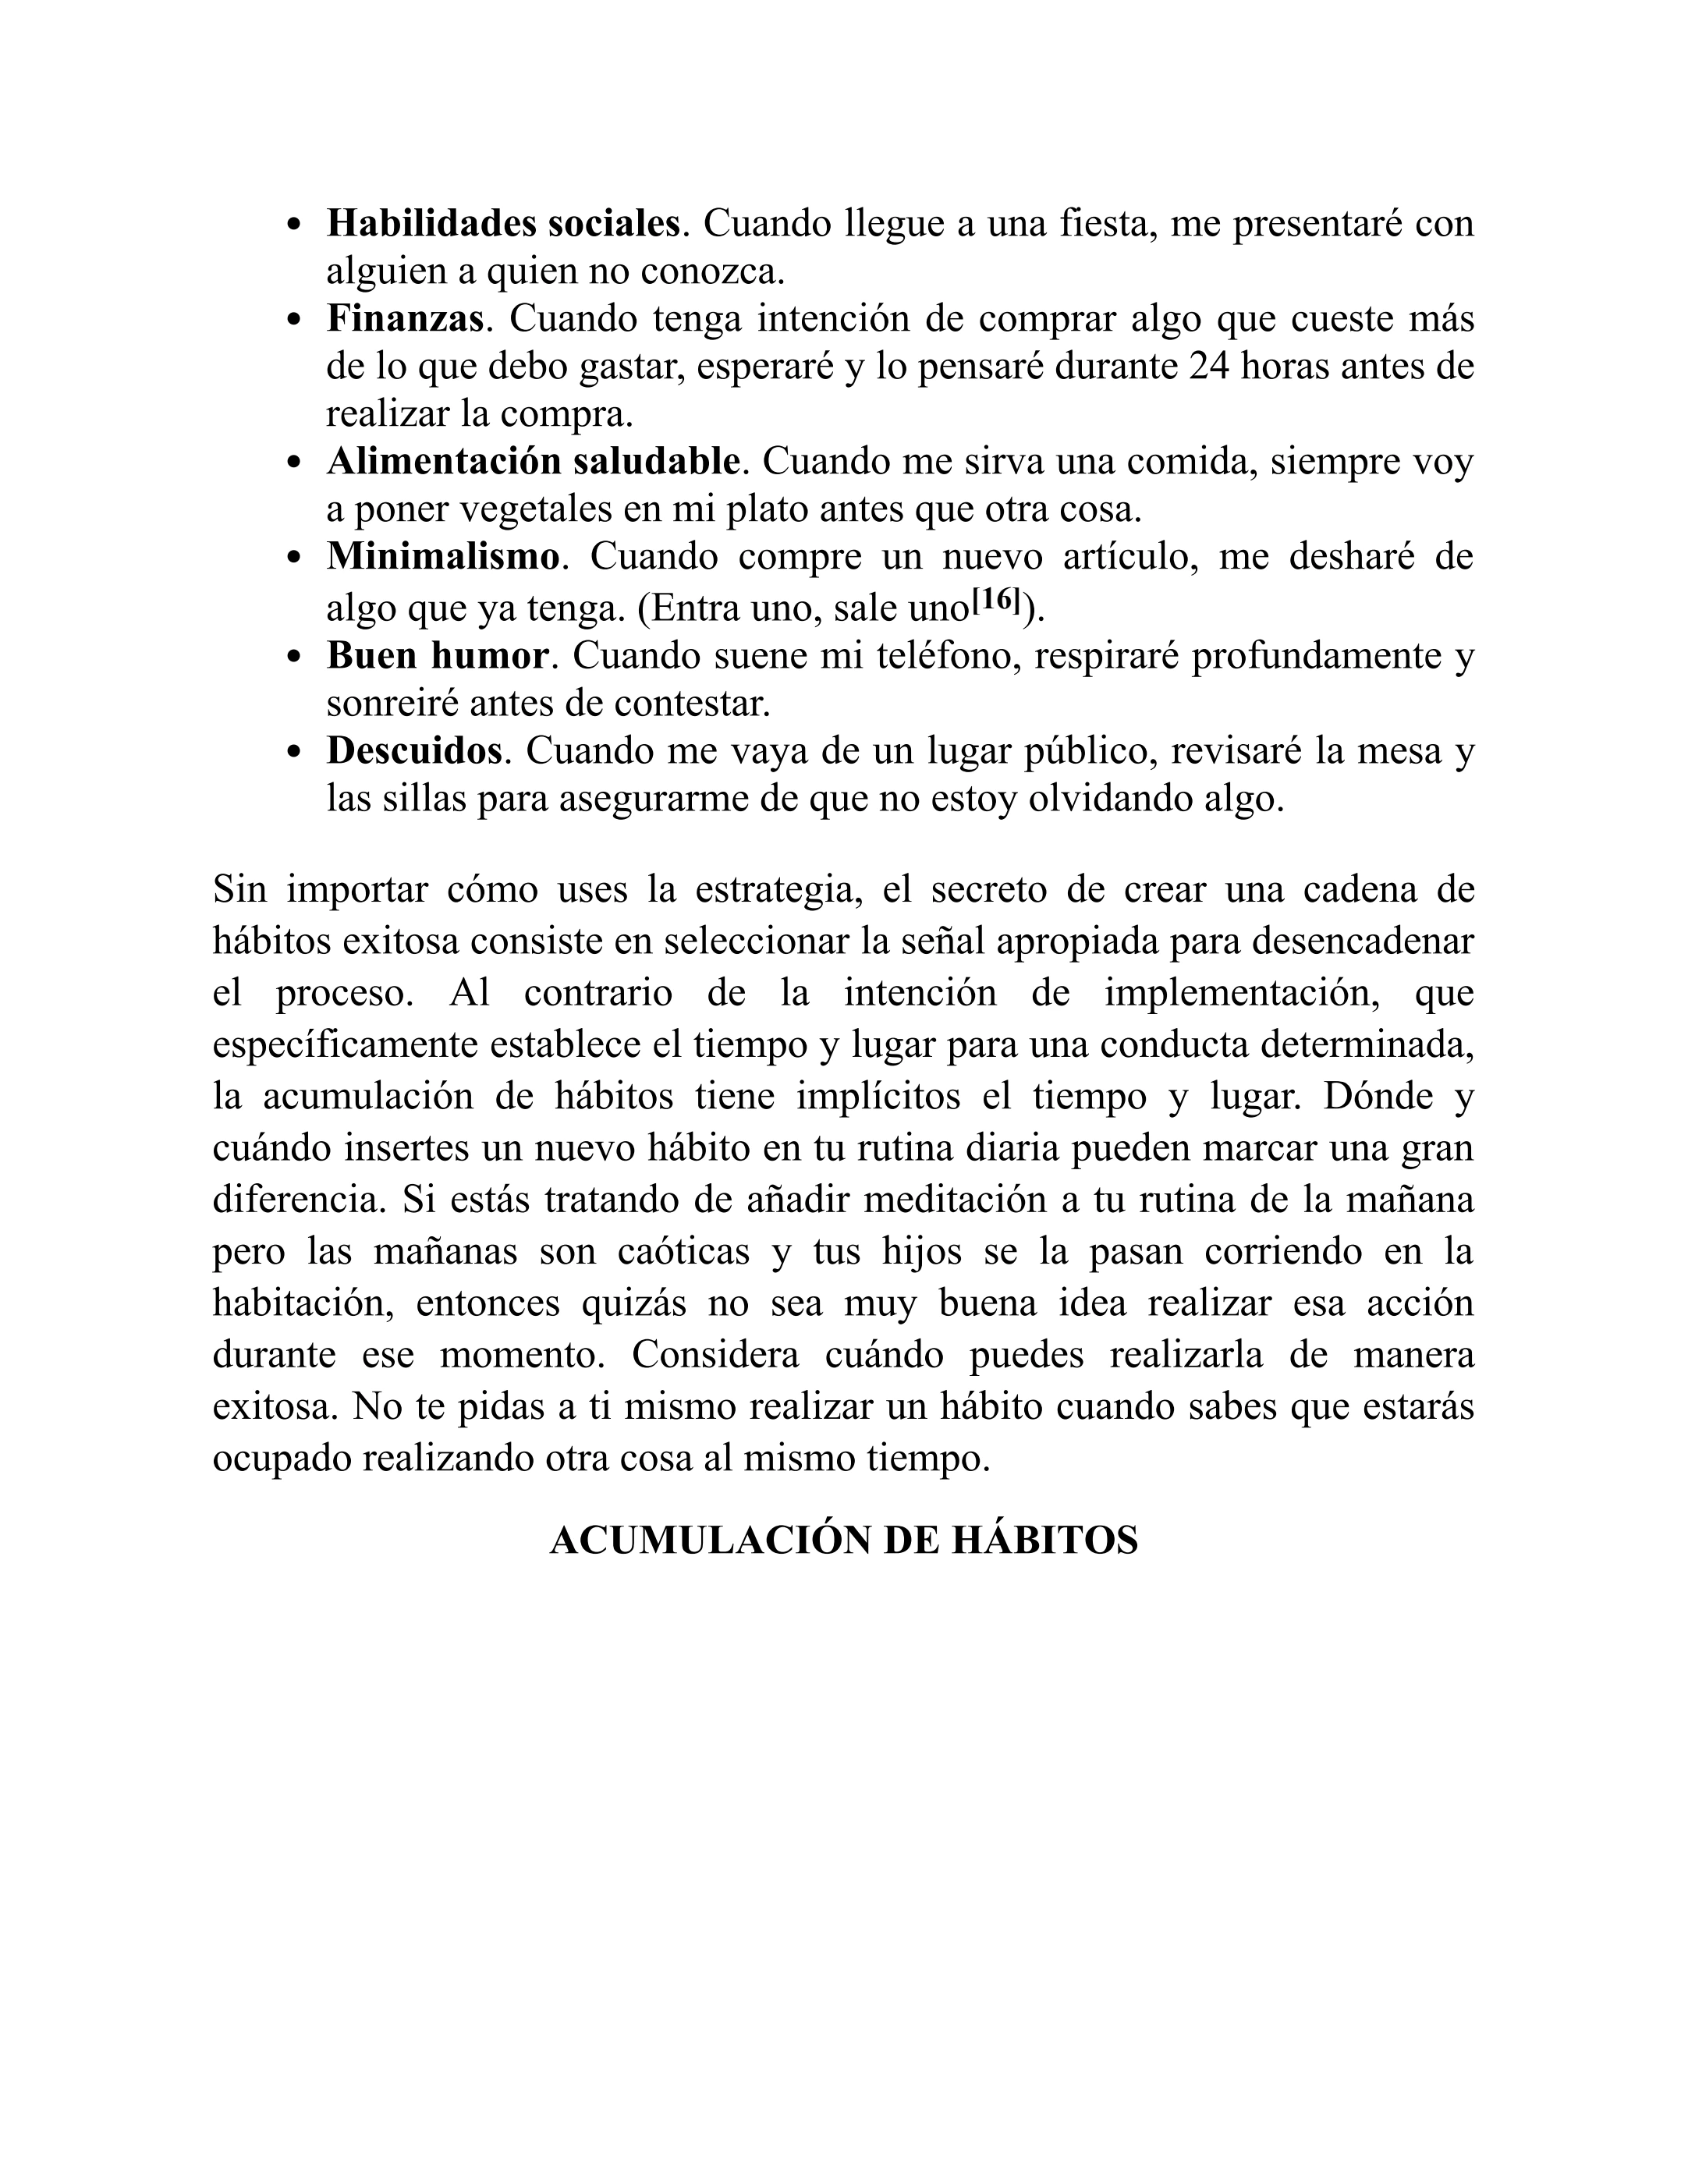 • Habilidades sociales. Cuando llegue a una fiesta, me presentaré con
alguien a quien no conozca.
• Finanzas. Cuando tenga intención de comprar algo que cueste más
de lo que debo gastar, esperaré y lo pensaré durante 24 horas antes de
realizar la compra.
• Alimentación saludable. Cuando me sirva una comida, siempre voy
a poner vegetales en mi plato antes que otra cosa.
• Minimalismo. Cuando compre un nuevo artículo, me desharé de
algo que ya tenga. (Entra uno, sale uno[16]).
• Buen humor. Cuando suene mi teléfono, respiraré profundamente y
sonreiré antes de contestar.
• Descuidos. Cuando me vaya de un lugar público, revisaré la mesa y
las sillas para asegurarme de que no estoy olvidando algo.
Sin importar cómo uses la estrategia, el secreto de crear una cadena de
hábitos exitosa consiste en seleccionar la señal apropiada para desencadenar
el proceso. Al contrario de la intención de implementación, que
específicamente establece el tiempo y lugar para una conducta determinada,
la acumulación de hábitos tiene implícitos el tiempo y lugar. Dónde y
cuándo insertes un nuevo hábito en tu rutina diaria pueden marcar una gran
diferencia. Si estás tratando de añadir meditación a tu rutina de la mañana
pero las mañanas son caóticas y tus hijos se la pasan corriendo en la
habitación, entonces quizás no sea muy buena idea realizar esa acción
durante ese momento. Considera cuándo puedes realizarla de manera
exitosa. No te pidas a ti mismo realizar un hábito cuando sabes que estarás
ocupado realizando otra cosa al mismo tiempo.
ACUMULACIÓN DE HÁBITOS